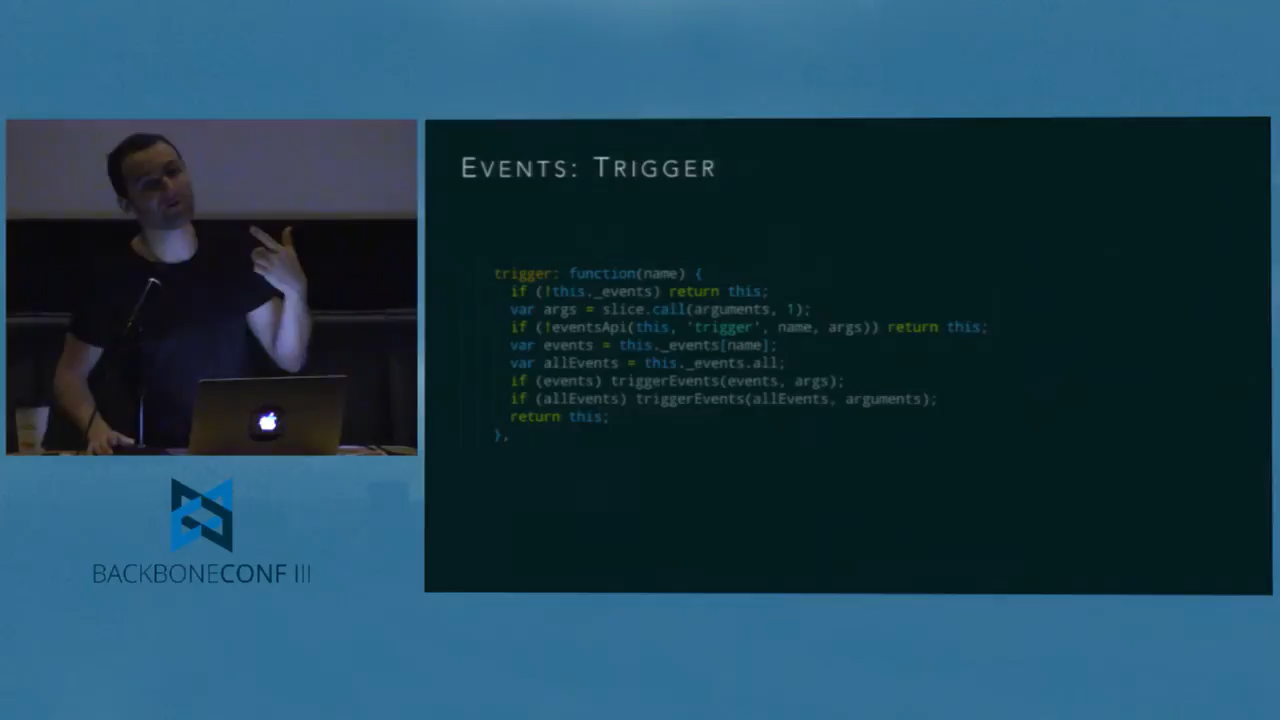 EVENTS: TRIGGER
trigger: function(name) {
if (!this._events) return this;
var args = slice.call(arguments, 1);
if (!eventsApi(this, 'trigger', name, args)) return this;
var events = this._events[name];
var allEvents = this._events.all;
if (events) triggerEvents(events, args);
if (allEvents) triggerEvents(allEvents, arguments);
return this;
},
BACKBONECONF III